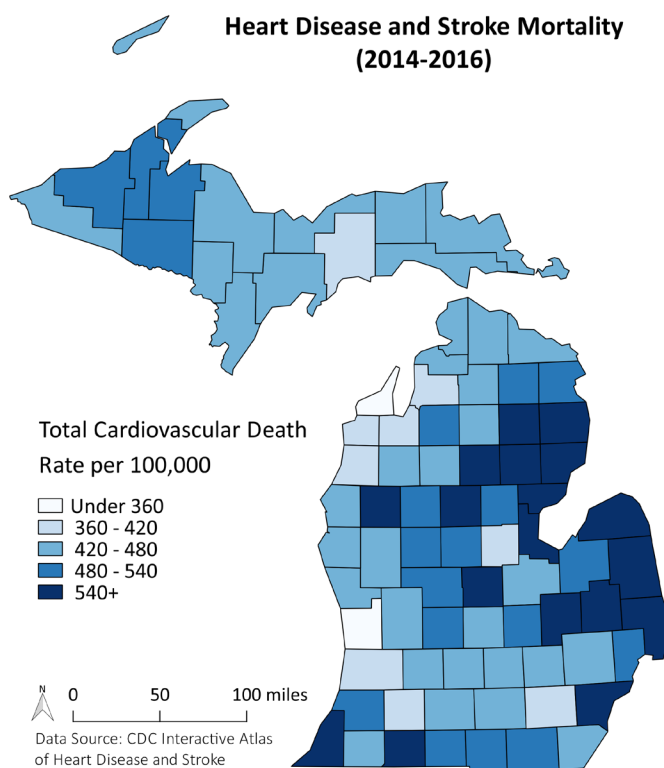 Heart Disease and Stroke Mortality
(2014-2016)
Total Cardiovascular Death
Rate per 100,000
Under 360
360 - 420
420 - 480
480 - 540
540+
N
0 50 100 miles
Data Source: CDC Interactive Atlas
of Heart Disease and Stroke